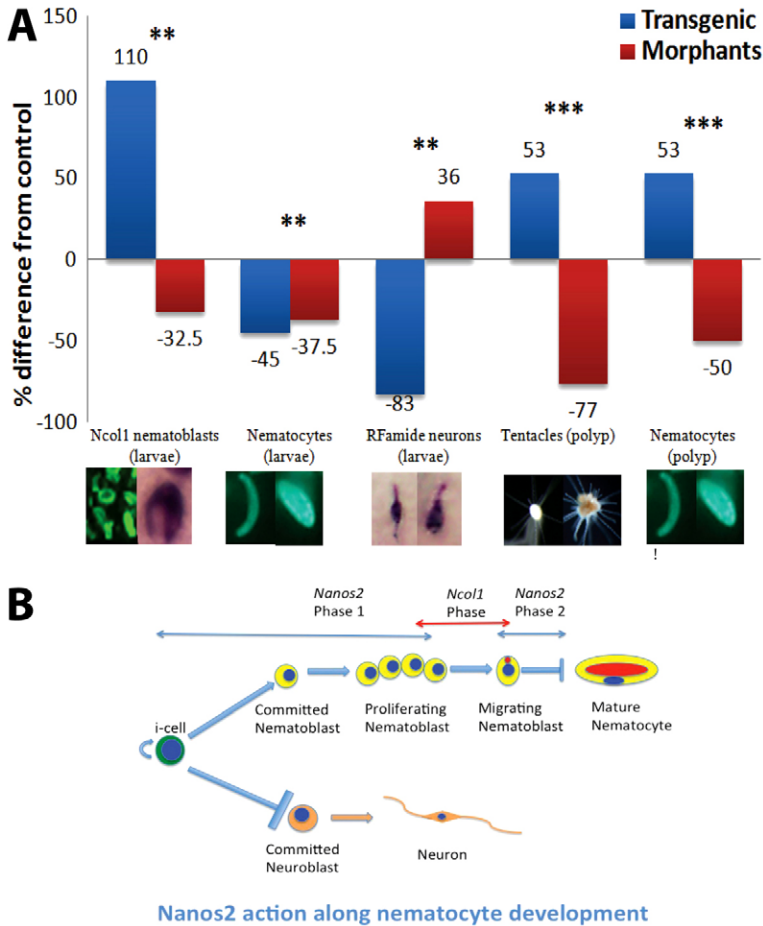 A
150
100
50
0
-50
-100
% difference from control
Transgenic
Morphants
110
**
-32.5
**
-45
-37.5
**
36
-83
***
53
-77
***
53
-50
Ncol1 nematoblasts
(larvae)
Nematocytes
(larvae)
RFamide neurons
(larvae)
Tentacles (polyp)
Nematocytes
(polyp)
!
B
Nanos2
Phase 1
Ncol1
Phase
Nanos2
Phase 2
i-cell
Committed
Nematoblast
Proliferating
Nematoblast
Migrating
Nematoblast
Mature
Nematocyte
Committed
Neuroblast
Neuron
Nanos2 action along nematocyte development